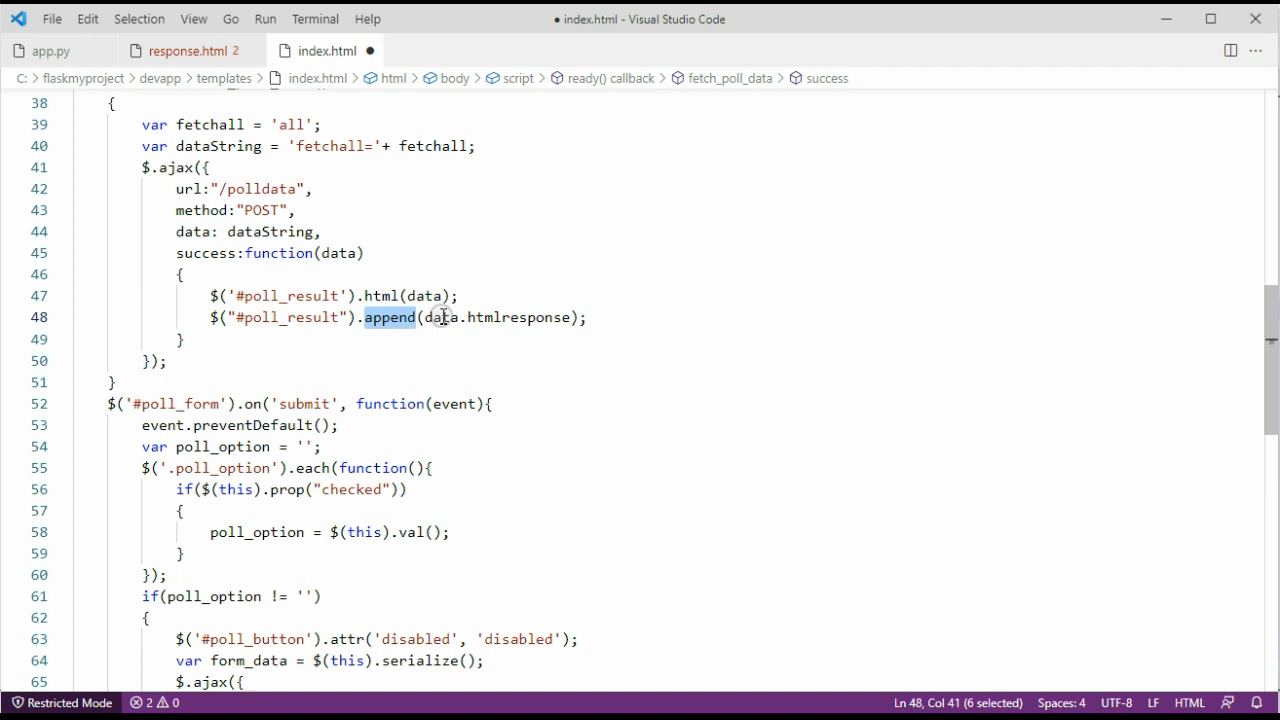 File Edit Selection View Go Run Terminal Help ● index.html - Visual Studio Code
app.py response.html 2 index.html ●
C: > flaskmyproject > devapp > templates > index.html > html > body > script > ready() callback > fetch_poll_data > success
38 {
39 var fetchall = 'all';
40 var dataString = 'fetchall='+ fetchall;
41 $.ajax({
42 url:"/polldata",
43 method:"POST",
44 data: dataString,
45 success:function(data)
46 {
47 $('#poll_result').html(data);
48 $("#poll_result").append(data.htmlresponse);
49 }
50 });
51 }
52 $('#poll_form').on('submit', function(event){
53 event.preventDefault();
54 var poll_option = '';
55 $('.poll_option').each(function(){
56 if($(this).prop("checked"))
57 {
58 poll_option = $(this).val();
59 }
60 });
61 if(poll_option != '')
62 {
63 $('#poll_button').attr('disabled', 'disabled');
64 var form_data = $(this).serialize();
65 $.ajax({
Restricted Mode 2 0 Ln 48, Col 41 (6 selected) Spaces: 4 UTF-8 LF HTML